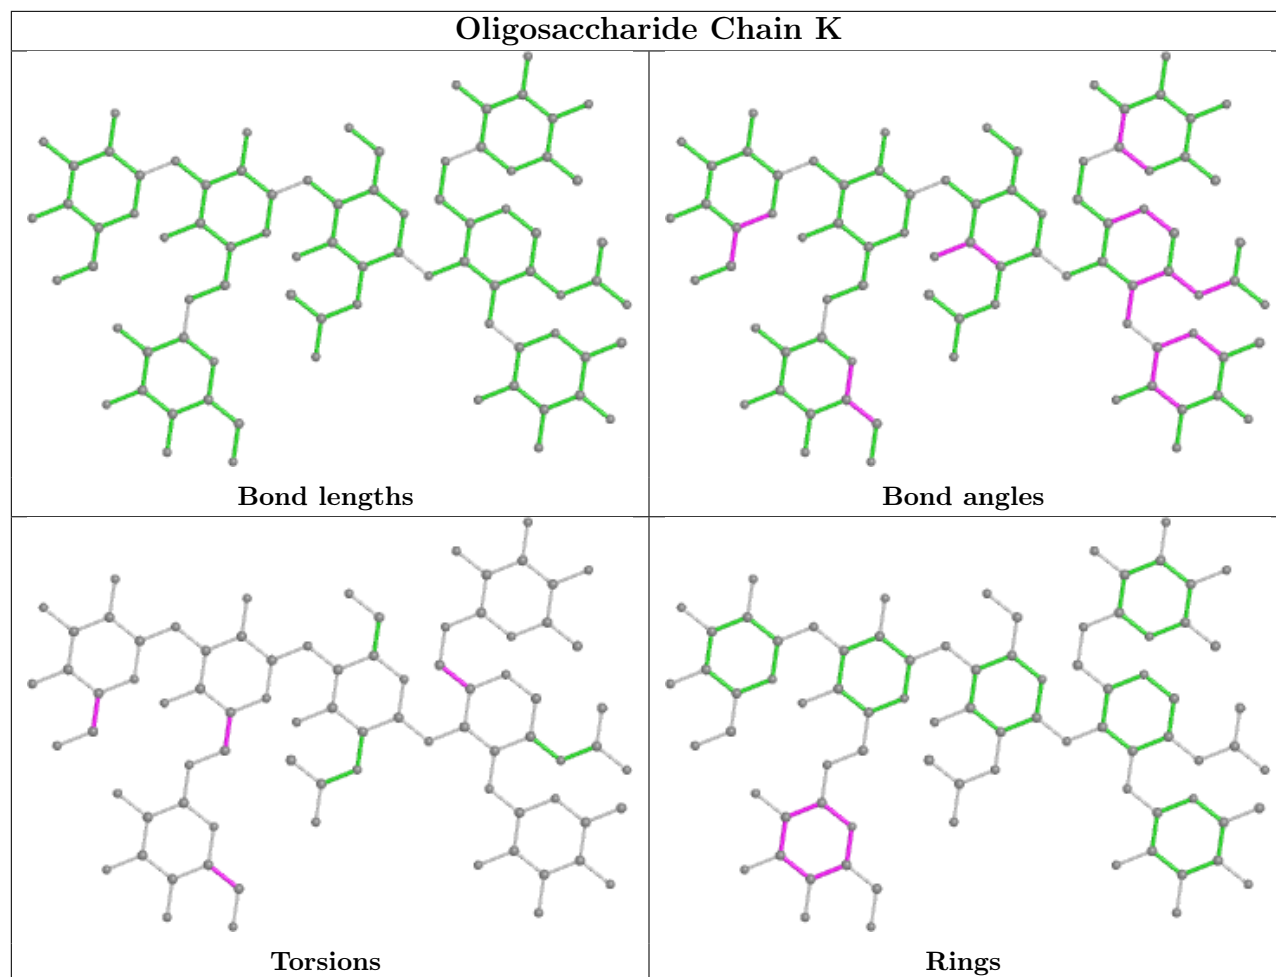 Oligosaccharide Chain K
Bond lengths
Bond angles
Torsions
Rings